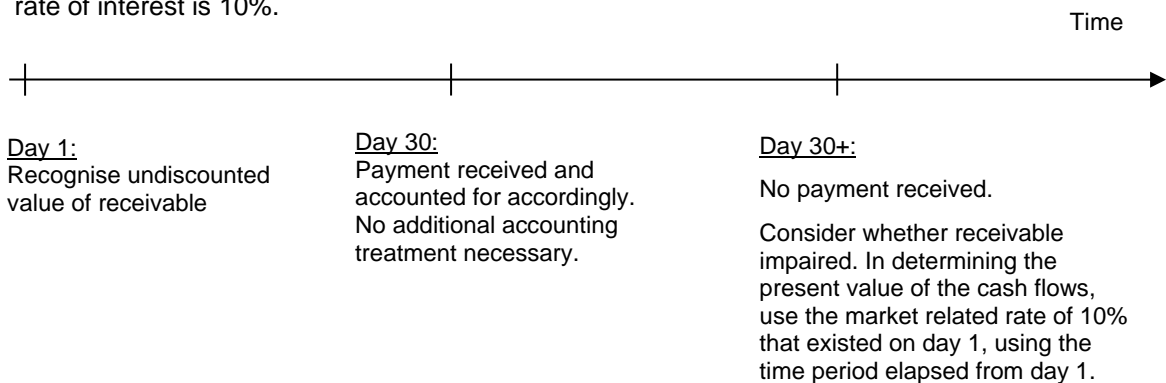 rate of interest is 10%.
Time
Day 1:
Recognise undiscounted
value of receivable
Day 30:
Payment received and
accounted for accordingly.
No additional accounting
treatment necessary.
Day 30+:
No payment received.
Consider whether receivable
impaired. In determining the
present value of the cash flows,
use the market related rate of 10%
that existed on day 1, using the
time period elapsed from day 1.